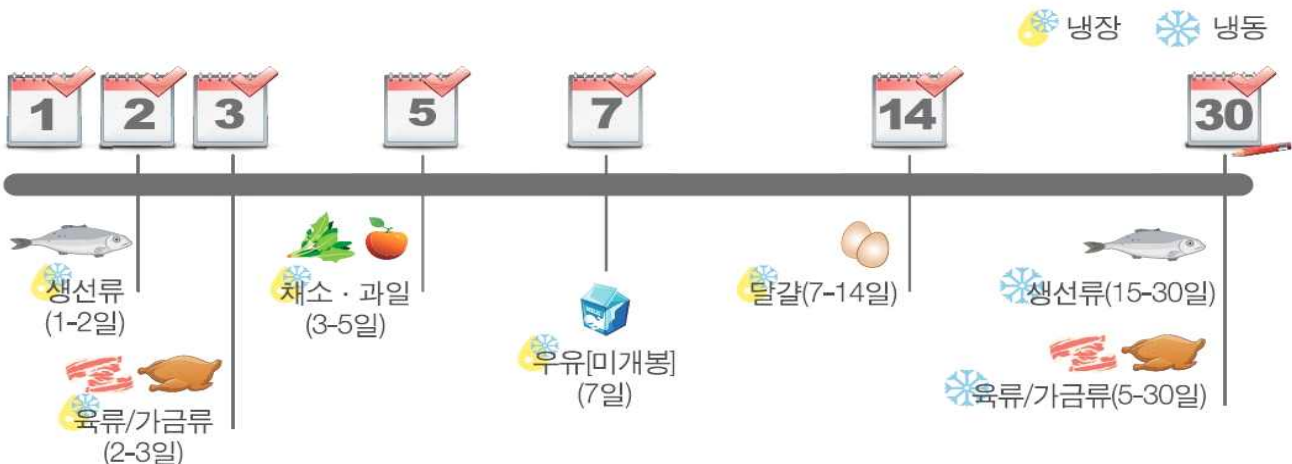 냉장 냉동
1 2 3 5 7 14 30
생선류
(1-2일)
육류/가금류
(2-3일)
채소 · 과일
(3-5일)
우유[미개봉]
(7일)
달걀(7-14일)
생선류(15-30일)
육류/가금류(5-30일)